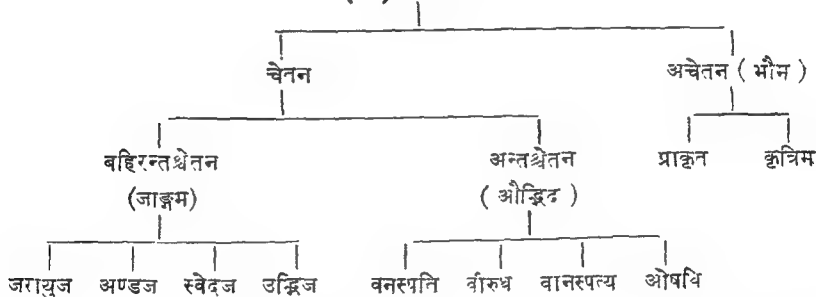 चेतन अचेतन ( भौम )
बहिरन्तश्चेतन अन्तश्चेतन प्राकृत कृत्रिम
(जाङ्गम) ( औद्भिद )
जरायुज अण्डज स्वेदज उद्भिज वनस्पति वीरुध वानस्पत्य ओषधि